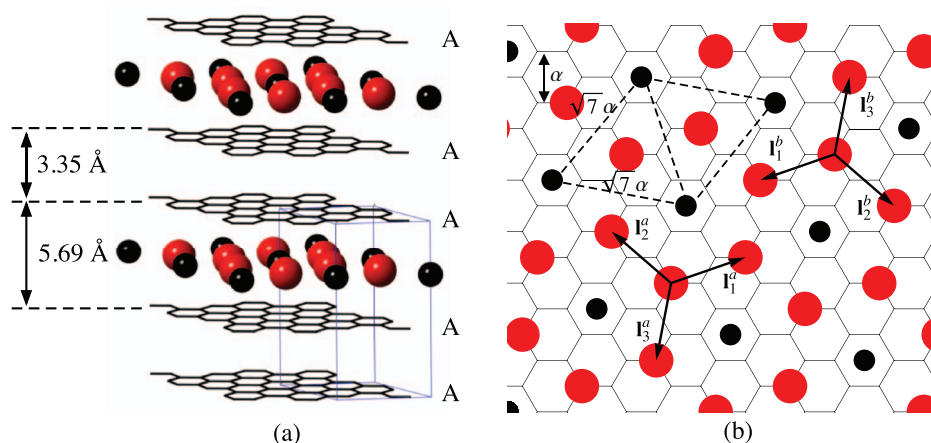 A
A
3.35 Å
A
5.69 Å
A
A
(a)
α
√7 α
√7 α
l₃ᵇ
l₁ᵇ
l₂ᵇ
l₂ᵃ
l₁ᵃ
l₃ᵃ
(b)